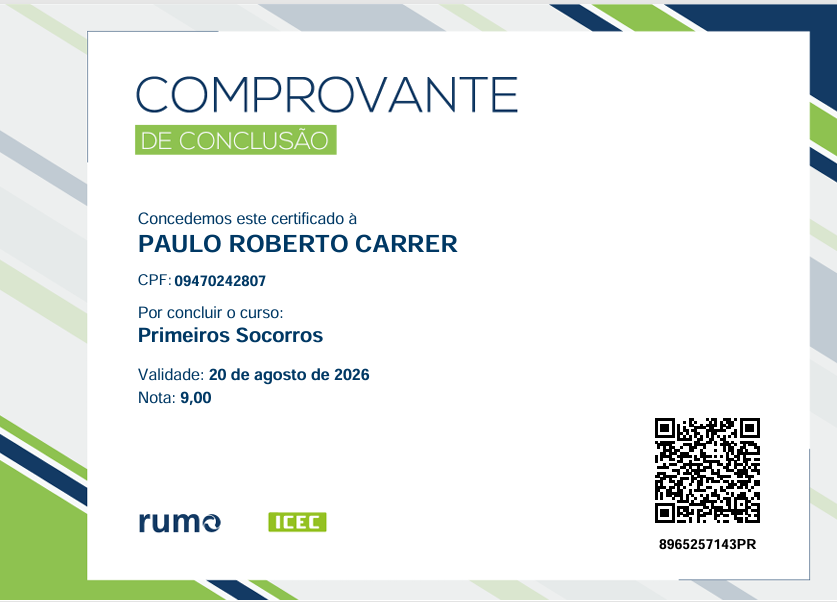 COMPROVANTE
DE CONCLUSÃO
Concedemos este certificado à
PAULO ROBERTO CARRER
CPF: 09470242807
Por concluir o curso:
Primeiros Socorros
Validade: 20 de agosto de 2026
Nota: 9,00
rumo ICEC
8965257143PR